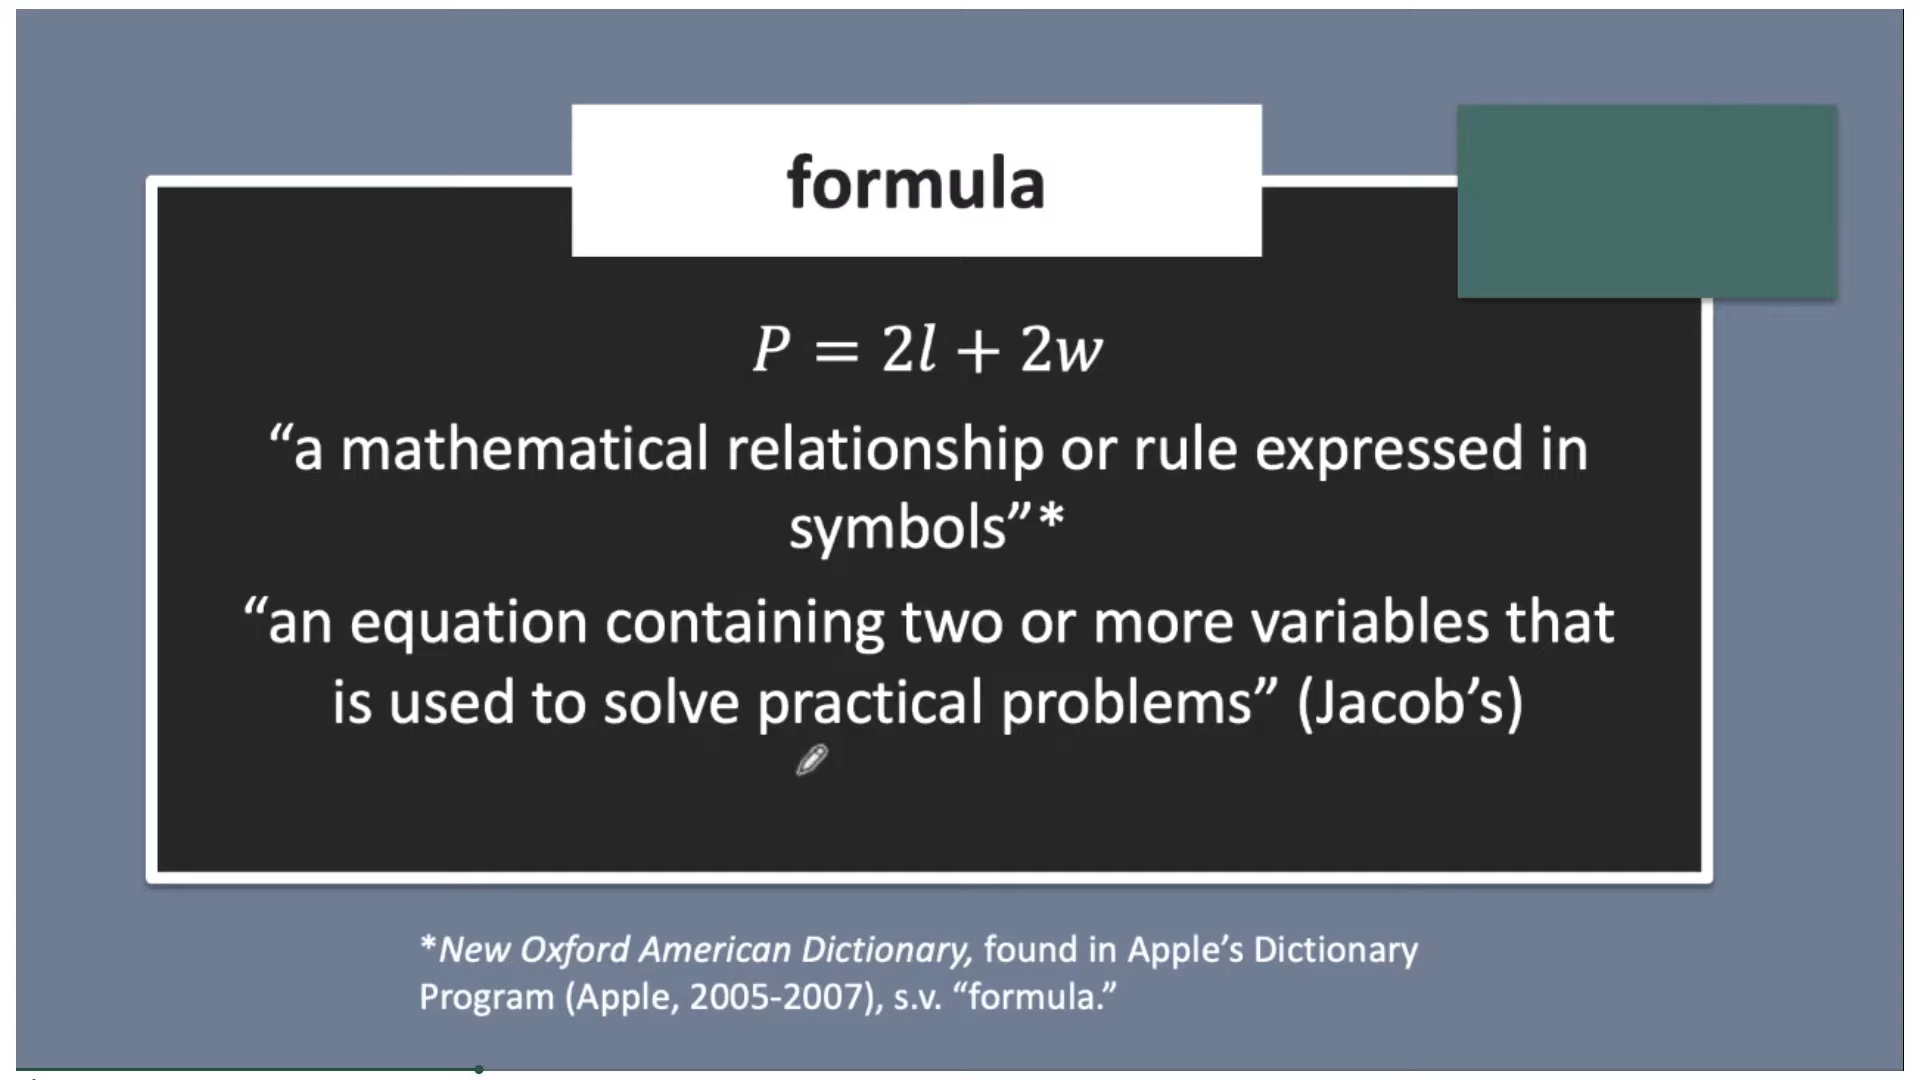 formula
P = 2l + 2w
“a mathematical relationship or rule expressed in
symbols”*
“an equation containing two or more variables that
is used to solve practical problems” (Jacob’s)
*New Oxford American Dictionary, found in Apple’s Dictionary
Program (Apple, 2005-2007), s.v. “formula.”